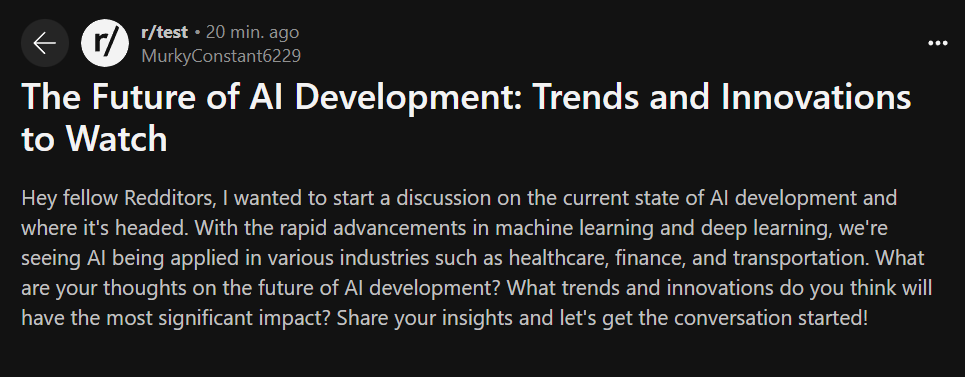 r/ r/test • 20 min. ago
MurkyConstant6229
The Future of AI Development: Trends and Innovations
to Watch
Hey fellow Redditors, I wanted to start a discussion on the current state of AI development and
where it's headed. With the rapid advancements in machine learning and deep learning, we're
seeing AI being applied in various industries such as healthcare, finance, and transportation. What
are your thoughts on the future of AI development? What trends and innovations do you think will
have the most significant impact? Share your insights and let's get the conversation started!